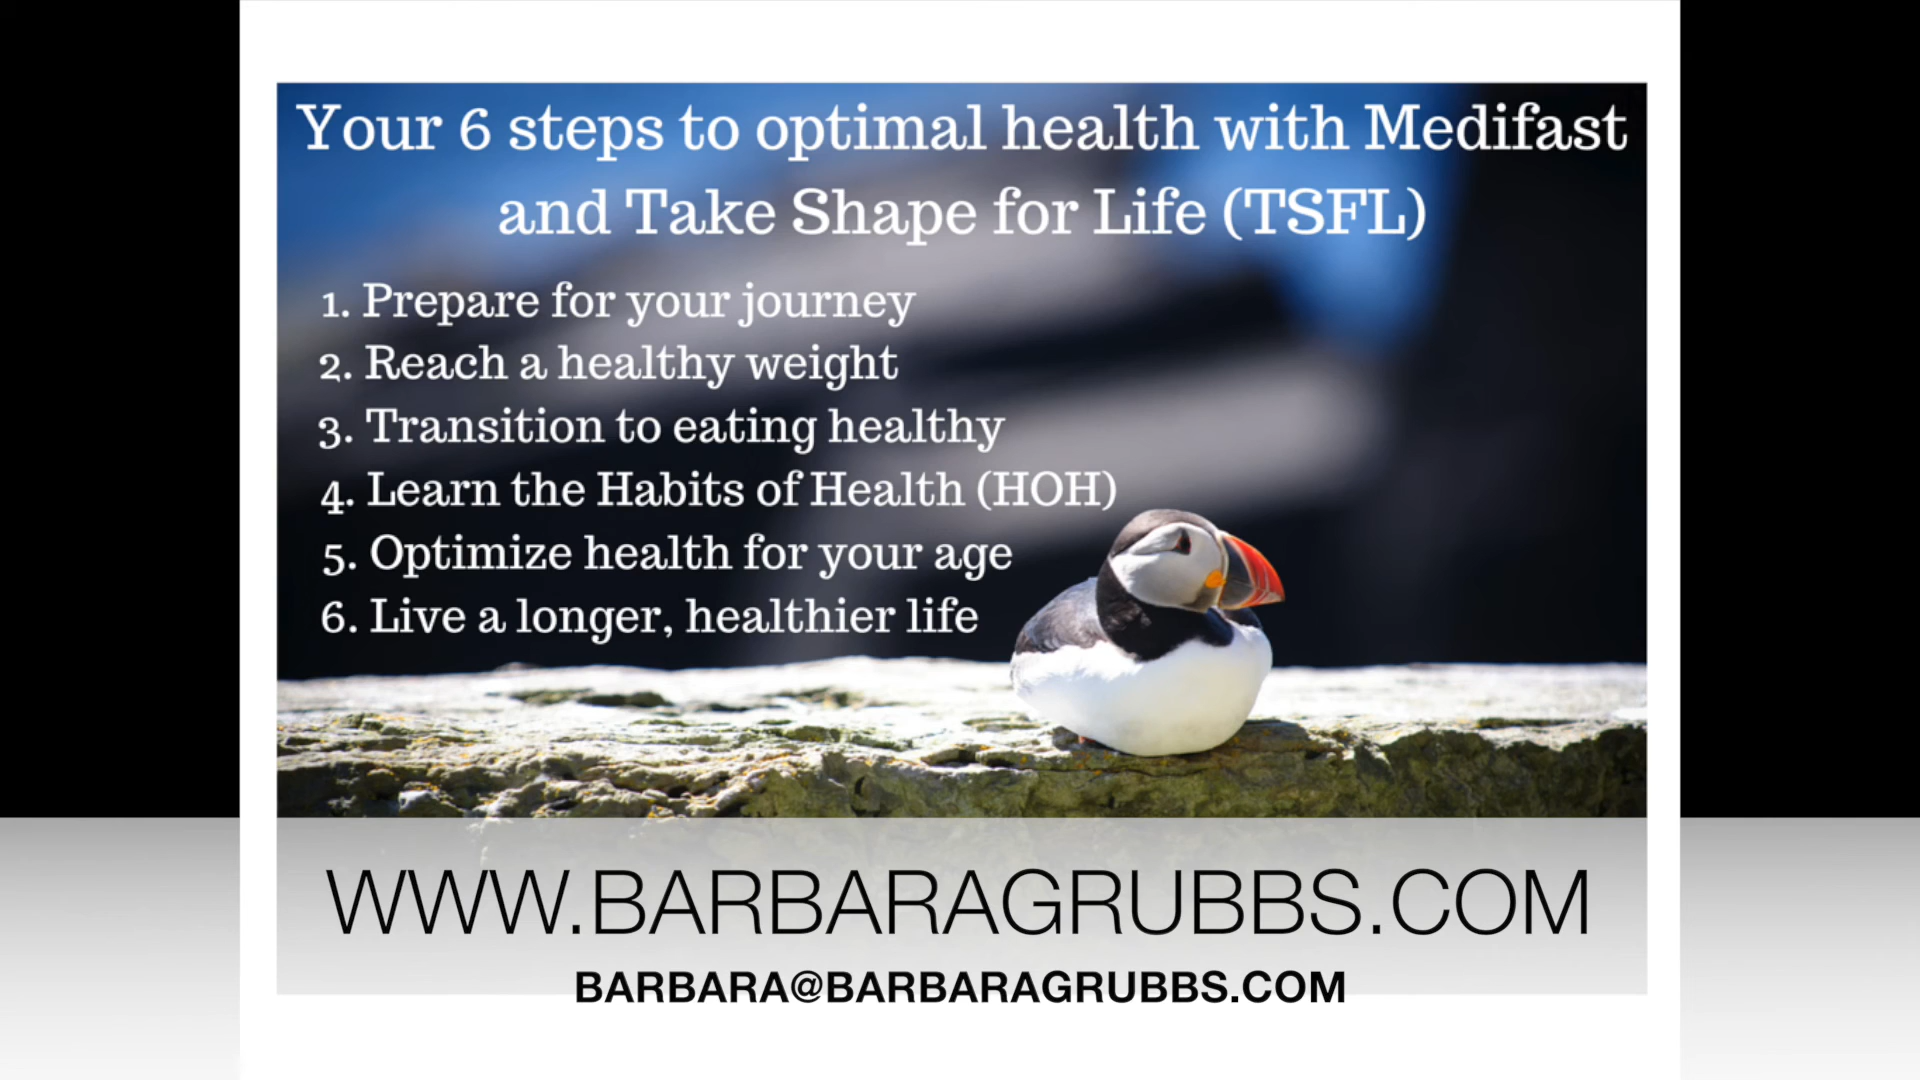 Your 6 steps to optimal health with Medifast
and Take Shape for Life (TSFL)
1. Prepare for your journey
2. Reach a healthy weight
3. Transition to eating healthy
4. Learn the Habits of Health (HOH)
5. Optimize health for your age
6. Live a longer, healthier life
WWW.BARBARAGRUBBS.COM
BARBARA@BARBARAGRUBBS.COM